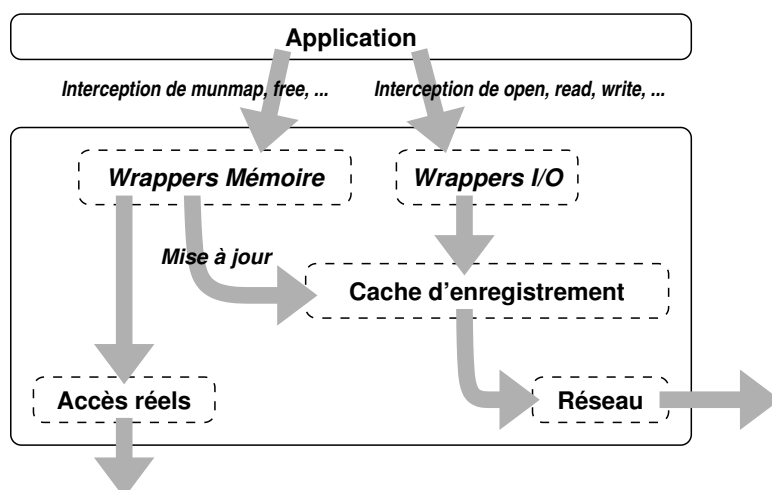 Application
Interception de munmap, free, ...
Interception de open, read, write, ...
Wrappers Mémoire
Wrappers I/O
Mise à jour
Cache d'enregistrement
Accès réels
Réseau